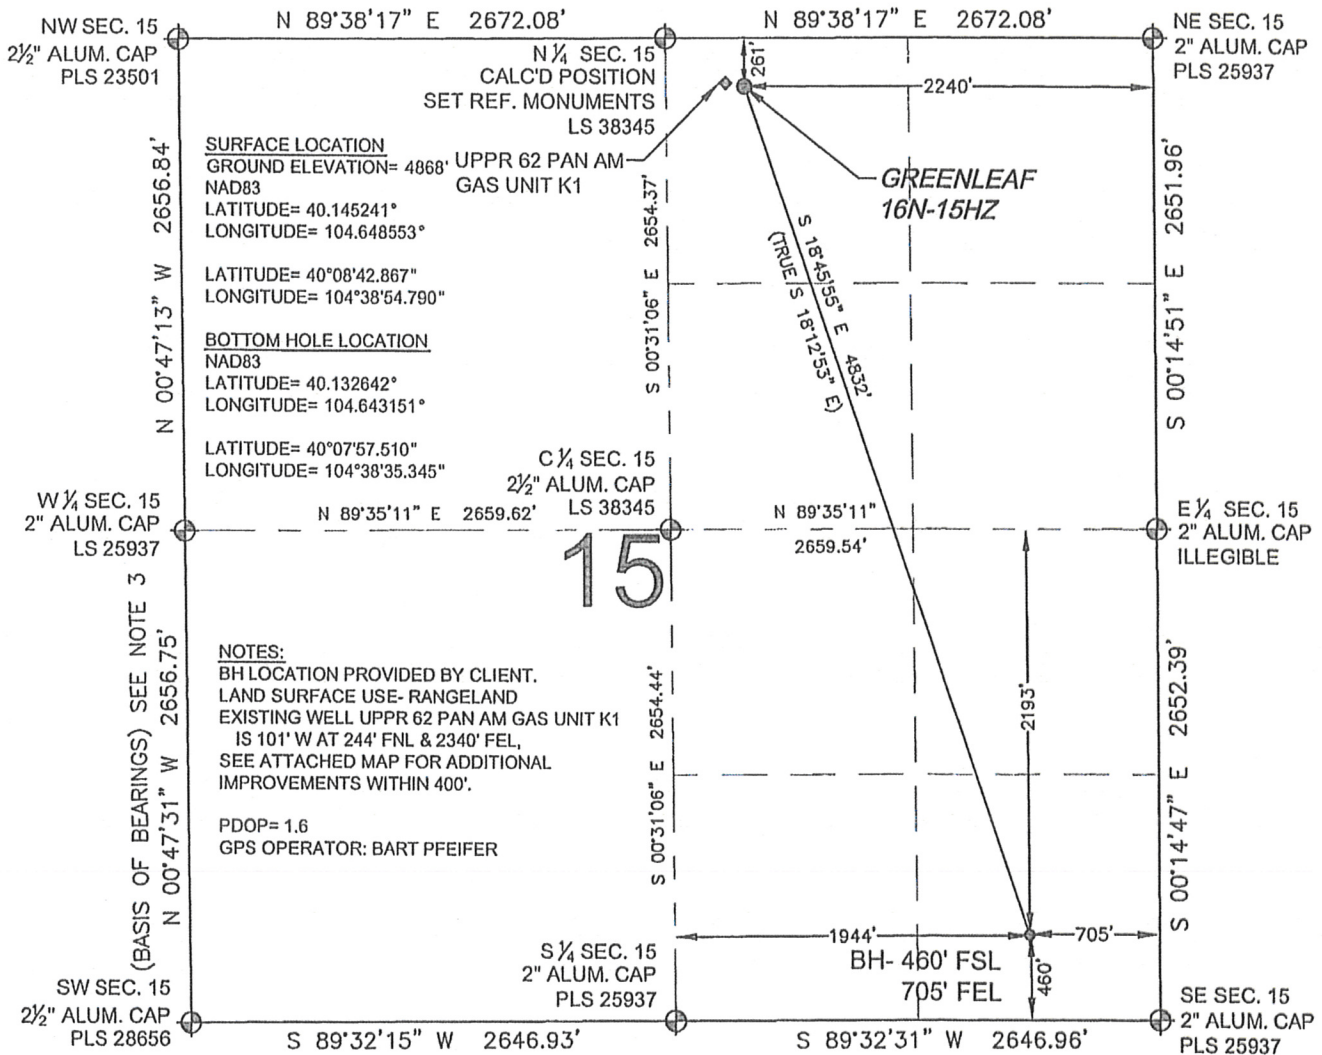 N 89°38'17" E 2672.08'
N 89°38'17" E 2672.08'
NW SEC. 15
2½" ALUM. CAP
PLS 23501
N ¼ SEC. 15
CALC'D POSITION
SET REF. MONUMENTS
LS 38345
NE SEC. 15
2" ALUM. CAP
PLS 25937
261'
2240'
UPPR 62 PAN AM
GAS UNIT K1
GREENLEAF
16N-15HZ
SURFACE LOCATION
GROUND ELEVATION= 4868'
NAD83
LATITUDE= 40.145241°
LONGITUDE= 104.648553°
LATITUDE= 40°08'42.867"
LONGITUDE= 104°38'54.790"
BOTTOM HOLE LOCATION
NAD83
LATITUDE= 40.132642°
LONGITUDE= 104.643151°
LATITUDE= 40°07'57.510"
LONGITUDE= 104°38'35.345"
N 00°47'13" W 2656.84'
S 00°31'06" E 2654.37'
S 18°45'55" E 4832'
(TRUE S 18°12'53" E)
S 00°14'51" E 2651.96'
W ¼ SEC. 15
2" ALUM. CAP
LS 25937
N 89°35'11" E 2659.62'
C ¼ SEC. 15
2½" ALUM. CAP
LS 38345
N 89°35'11"
2659.54'
E ¼ SEC. 15
2" ALUM. CAP
ILLEGIBLE
15
(BASIS OF BEARINGS) SEE NOTE 3
N 00°47'31" W 2656.75'
NOTES:
BH LOCATION PROVIDED BY CLIENT.
LAND SURFACE USE- RANGELAND
EXISTING WELL UPPR 62 PAN AM GAS UNIT K1
IS 101' W AT 244' FNL & 2340' FEL,
SEE ATTACHED MAP FOR ADDITIONAL
IMPROVEMENTS WITHIN 400'.
PDOP= 1.6
GPS OPERATOR: BART PFEIFER
S 00°31'06" E 2654.44'
2193'
S 00°14'47" E 2652.39'
1944'
705'
BH- 460' FSL
705' FEL
460'
SW SEC. 15
2½" ALUM. CAP
PLS 28656
S ¼ SEC. 15
2" ALUM. CAP
PLS 25937
SE SEC. 15
2" ALUM. CAP
PLS 25937
S 89°32'15" W 2646.93'
S 89°32'31" W 2646.96'